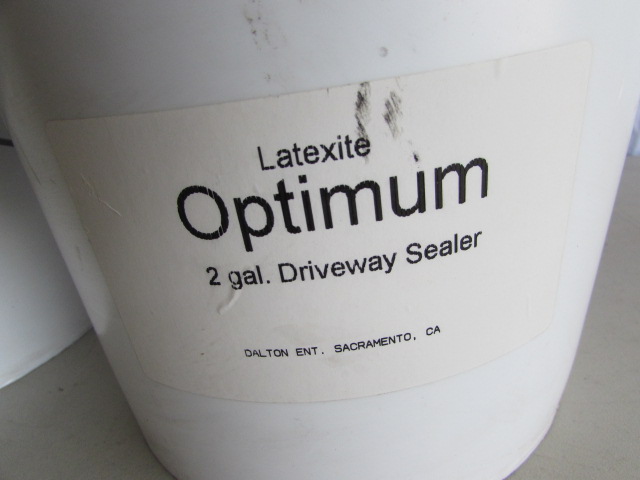 Latexite
Optimum
2 gal. Driveway Sealer
DALTON ENT. SACRAMENTO, CA